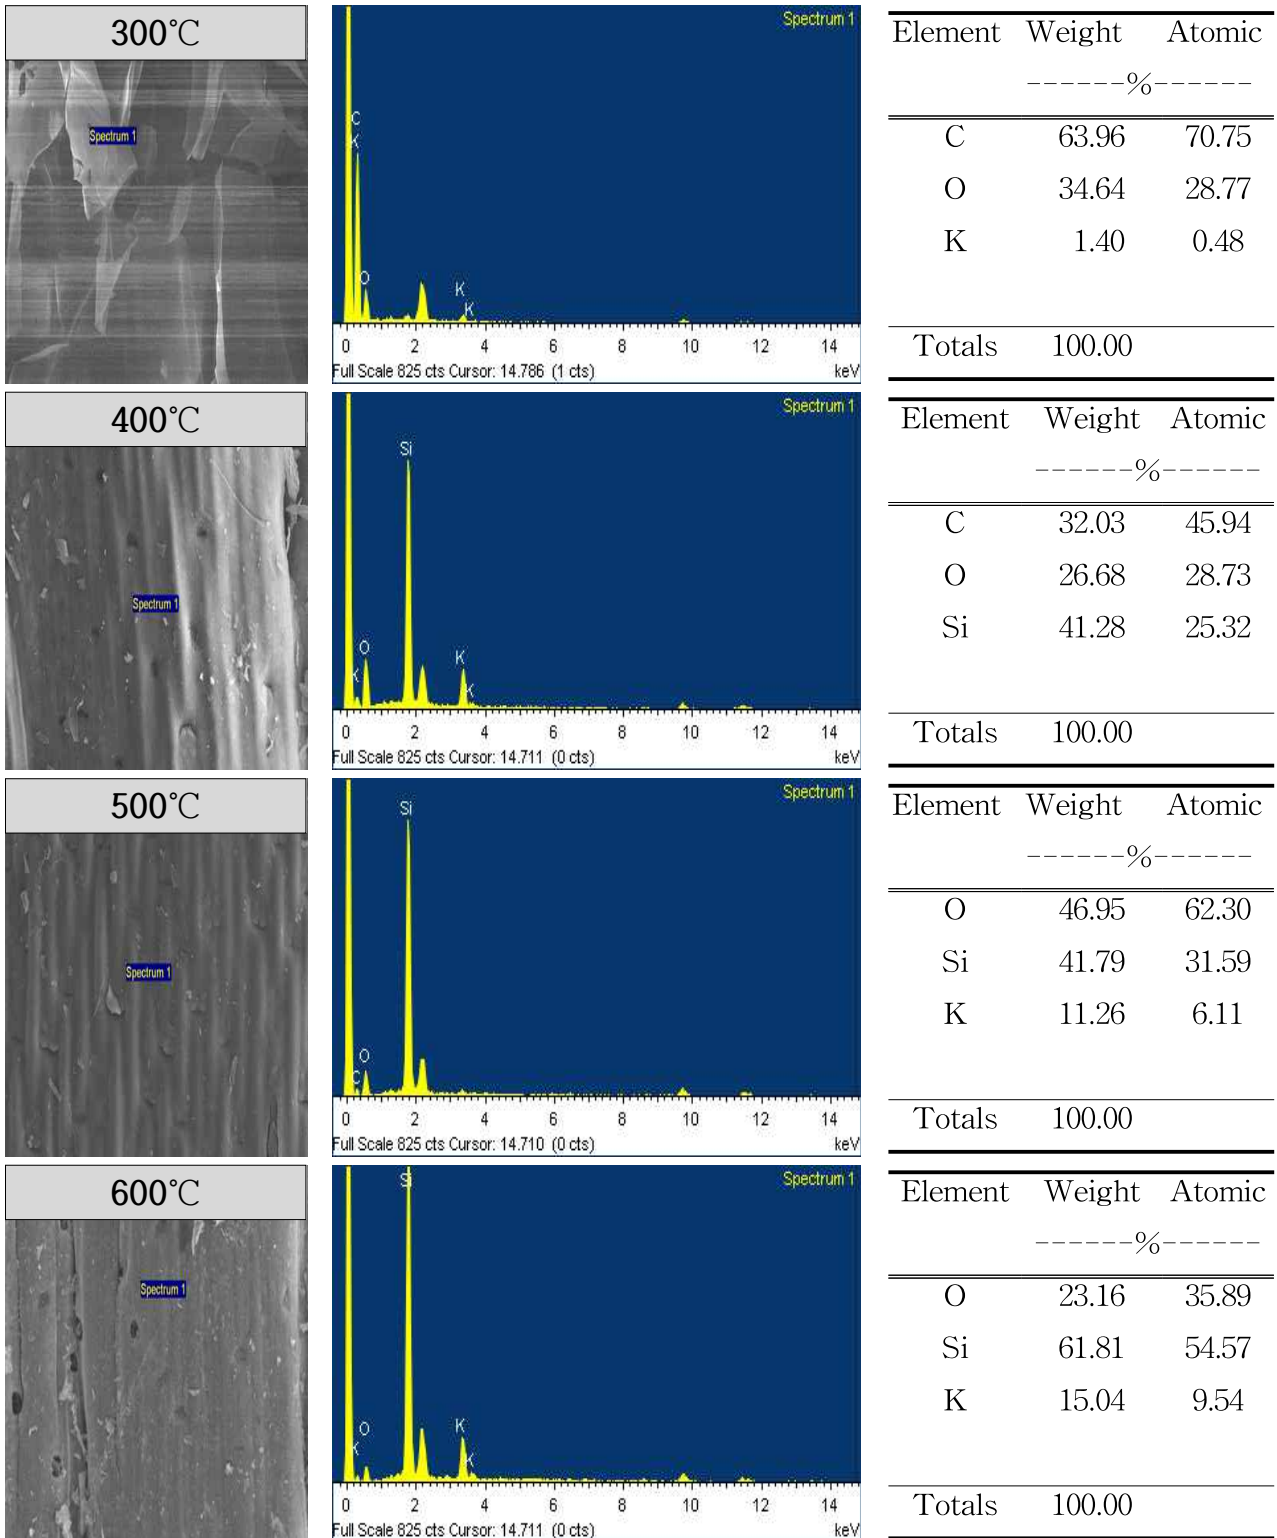 300℃
Spectrum 1
Spectrum 1
C
K
O
K
K
0 2 4 6 8 10 12 14
Full Scale 825 cts Cursor: 14.786 (1 cts) keV
Element Weight Atomic
------%------
C 63.96 70.75
O 34.64 28.77
K 1.40 0.48
Totals 100.00
400℃
Spectrum 1
Spectrum 1
Si
O
K
K
K
0 2 4 6 8 10 12 14
Full Scale 825 cts Cursor: 14.711 (0 cts) keV
Element Weight Atomic
------%------
C 32.03 45.94
O 26.68 28.73
Si 41.28 25.32
Totals 100.00
500℃
Spectrum 1
Spectrum 1
Si
O
C
0 2 4 6 8 10 12 14
Full Scale 825 cts Cursor: 14.710 (0 cts) keV
Element Weight Atomic
------%------
O 46.95 62.30
Si 41.79 31.59
K 11.26 6.11
Totals 100.00
600℃
Spectrum 1
Spectrum 1
Si
O
K
K
K
0 2 4 6 8 10 12 14
Full Scale 825 cts Cursor: 14.711 (0 cts) keV
Element Weight Atomic
------%------
O 23.16 35.89
Si 61.81 54.57
K 15.04 9.54
Totals 100.00